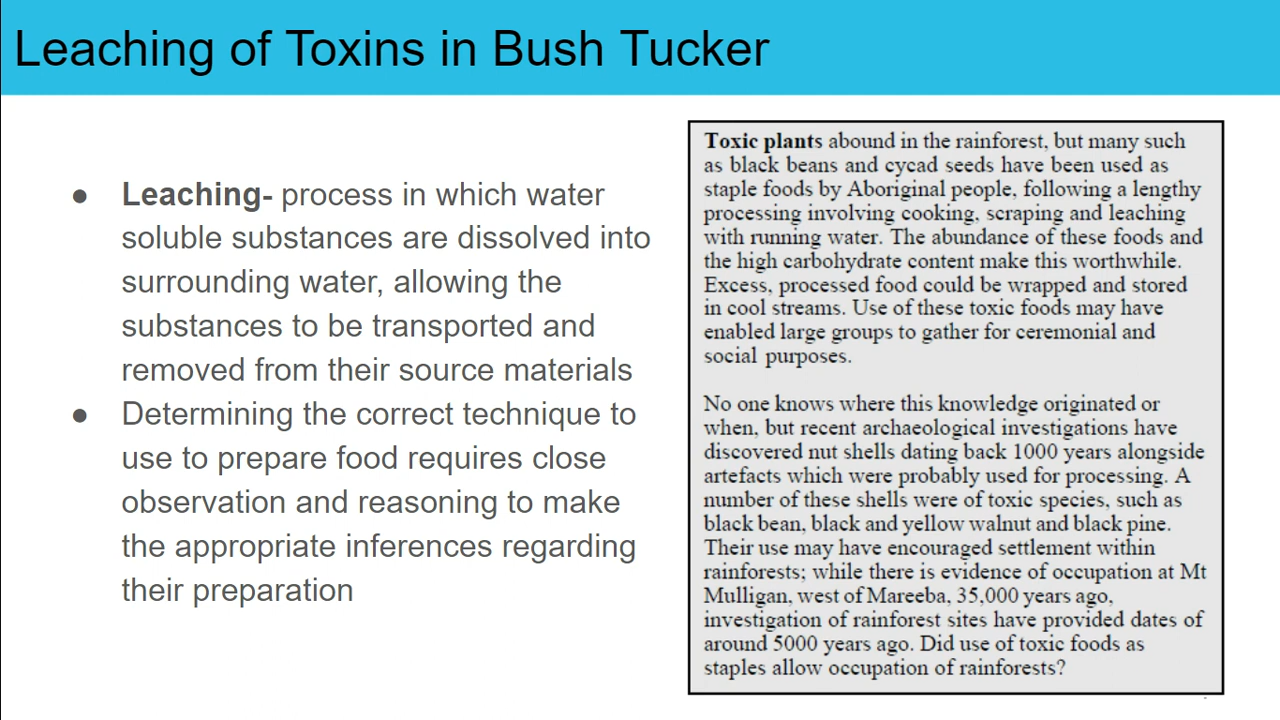 Leaching of Toxins in Bush Tucker
● Leaching- process in which water
soluble substances are dissolved into
surrounding water, allowing the
substances to be transported and
removed from their source materials
● Determining the correct technique to
use to prepare food requires close
observation and reasoning to make
the appropriate inferences regarding
their preparation
Toxic plants abound in the rainforest, but many such
as black beans and cycad seeds have been used as
staple foods by Aboriginal people, following a lengthy
processing involving cooking, scraping and leaching
with running water. The abundance of these foods and
the high carbohydrate content make this worthwhile.
Excess, processed food could be wrapped and stored
in cool streams. Use of these toxic foods may have
enabled large groups to gather for ceremonial and
social purposes.
No one knows where this knowledge originated or
when, but recent archaeological investigations have
discovered nut shells dating back 1000 years alongside
artefacts which were probably used for processing. A
number of these shells were of toxic species, such as
black bean, black and yellow walnut and black pine.
Their use may have encouraged settlement within
rainforests; while there is evidence of occupation at Mt
Mulligan, west of Mareeba, 35,000 years ago,
investigation of rainforest sites have provided dates of
around 5000 years ago. Did use of toxic foods as
staples allow occupation of rainforests?